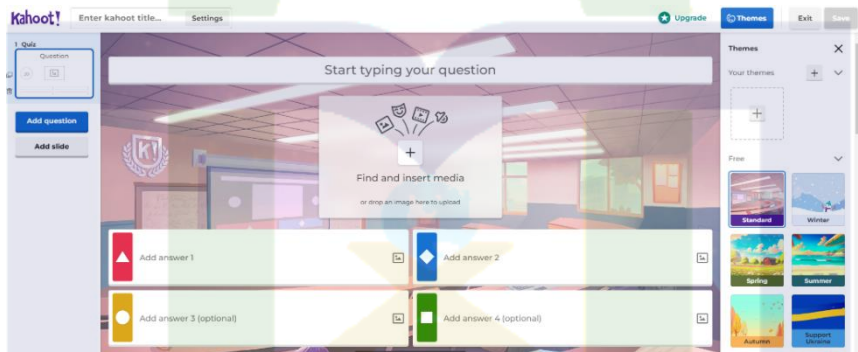 Kahoot!
Enter kahoot title...
Settings
Upgrade
Themes
Exit
Save
1 Quiz
Question
Add question
Add slide
Start typing your question
Find and insert media
or drop an image here to upload
Add answer 1
Add answer 2
Add answer 3 (optional)
Add answer 4 (optional)
Themes
Your themes
Free
Standard
Winter
Spring
Summer
Autumn
Support
Ukraine